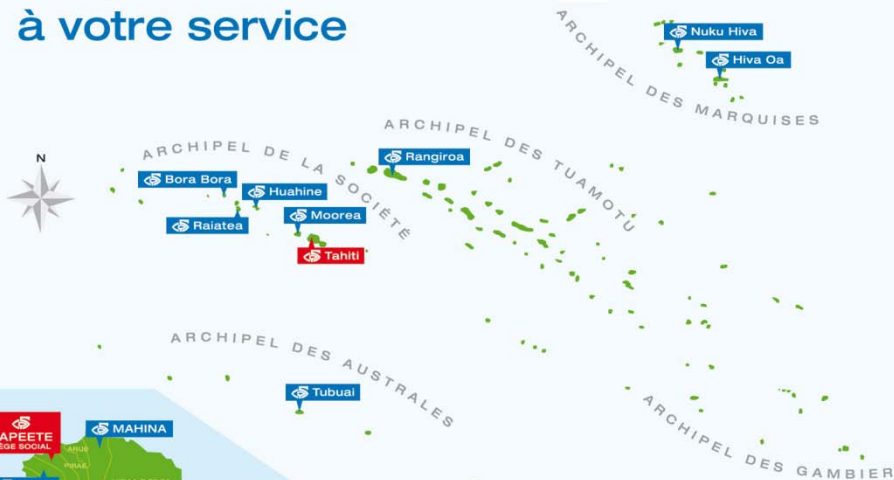 à votre service
Nuku Hiva
Hiva Oa
ARCHIPEL DES MARQUISES
ARCHIPEL DES TUAMOTU
ARCHIPEL DE LA SOCIÉTÉ
N
Rangiroa
Bora Bora
Huahine
Raiatea
Moorea
Tahiti
ARCHIPEL DES AUSTRALES
Tubuai
ARCHIPEL DES GAMBIER
APEETE
ÈGE SOCIAL
MAHINA
ARUE
PIRAE